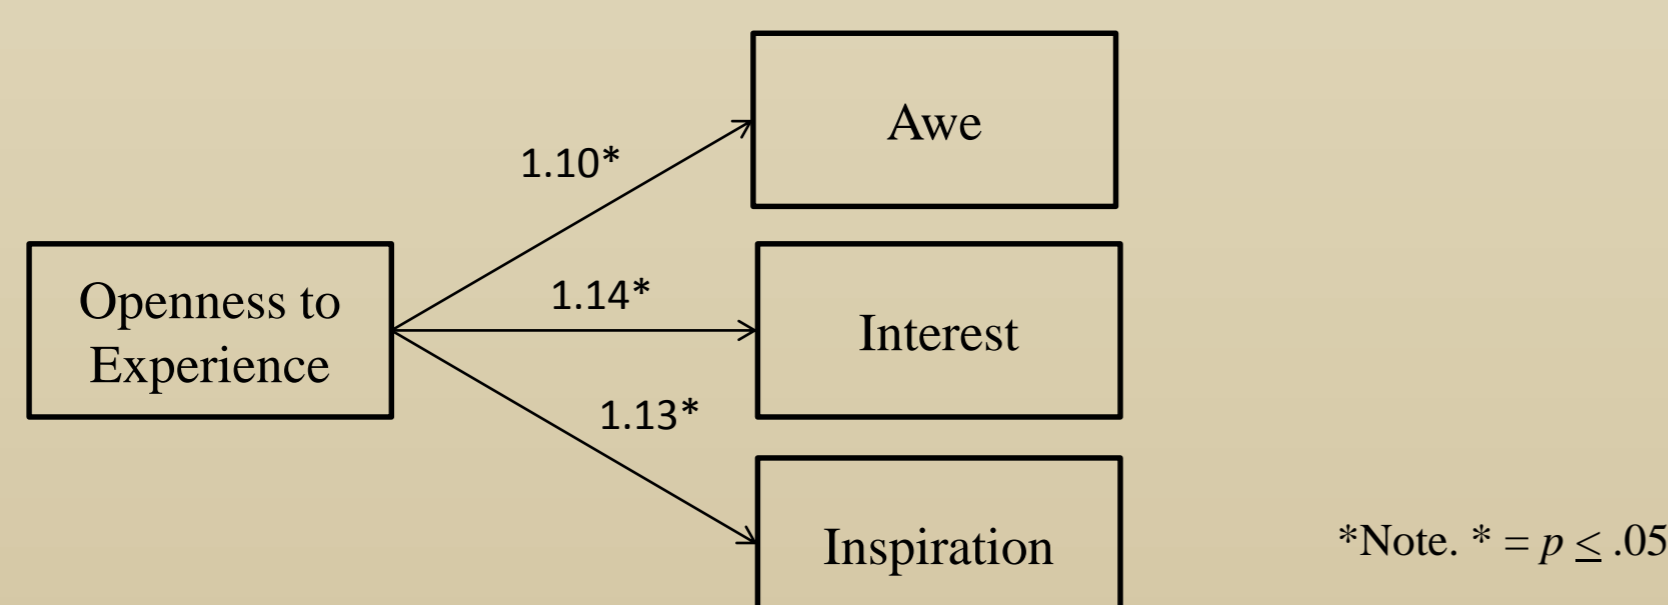 Awe
1.10*
Openness to
Experience
1.14*
Interest
1.13*
Inspiration
*Note. * = p ≤ .05